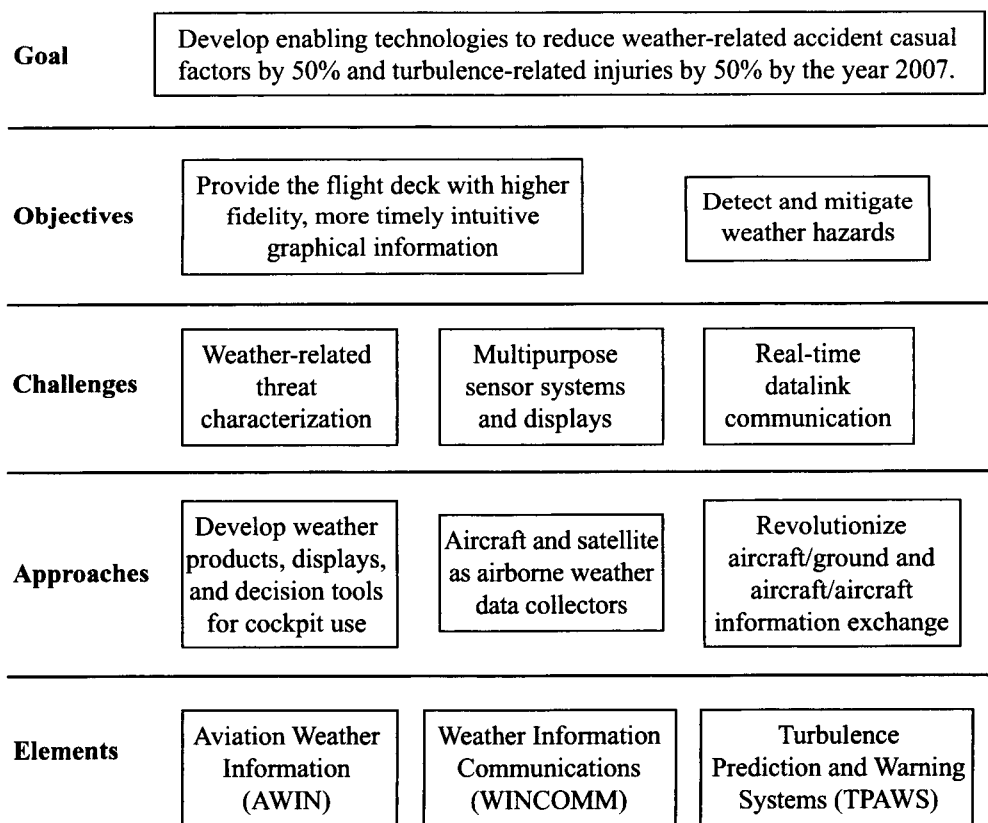 Goal
Develop enabling technologies to reduce weather-related accident casual
factors by 50% and turbulence-related injuries by 50% by the year 2007.
Objectives
Provide the flight deck with higher
fidelity, more timely intuitive
graphical information
Detect and mitigate
weather hazards
Challenges
Weather-related
threat
characterization
Multipurpose
sensor systems
and displays
Real-time
datalink
communication
Approaches
Develop weather
products, displays,
and decision tools
for cockpit use
Aircraft and satellite
as airborne weather
data collectors
Revolutionize
aircraft/ground and
aircraft/aircraft
information exchange
Elements
Aviation Weather
Information
(AWIN)
Weather Information
Communications
(WINCOMM)
Turbulence
Prediction and Warning
Systems (TPAWS)